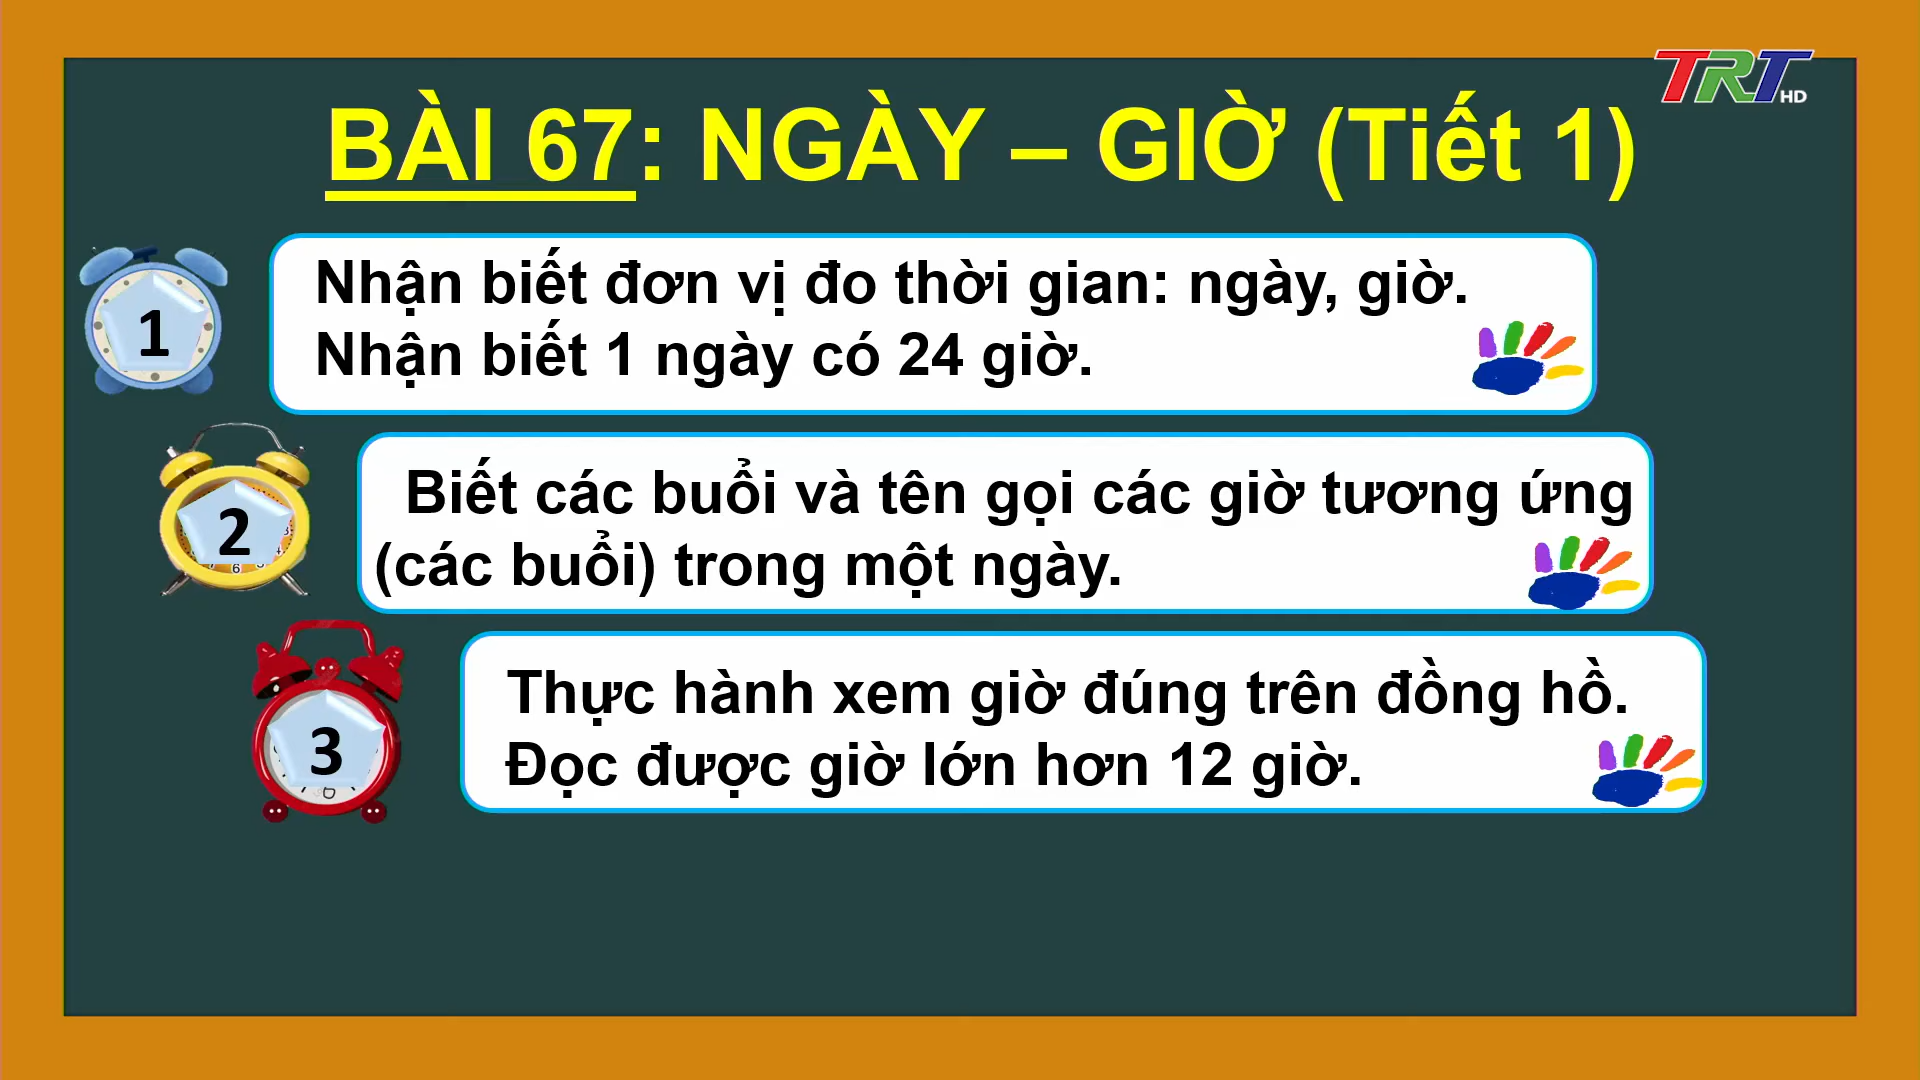 TRT HD
BÀI 67: NGÀY – GIỜ (Tiết 1)
1
Nhận biết đơn vị đo thời gian: ngày, giờ.
Nhận biết 1 ngày có 24 giờ.
2
Biết các buổi và tên gọi các giờ tương ứng
(các buổi) trong một ngày.
3
Thực hành xem giờ đúng trên đồng hồ.
Đọc được giờ lớn hơn 12 giờ.